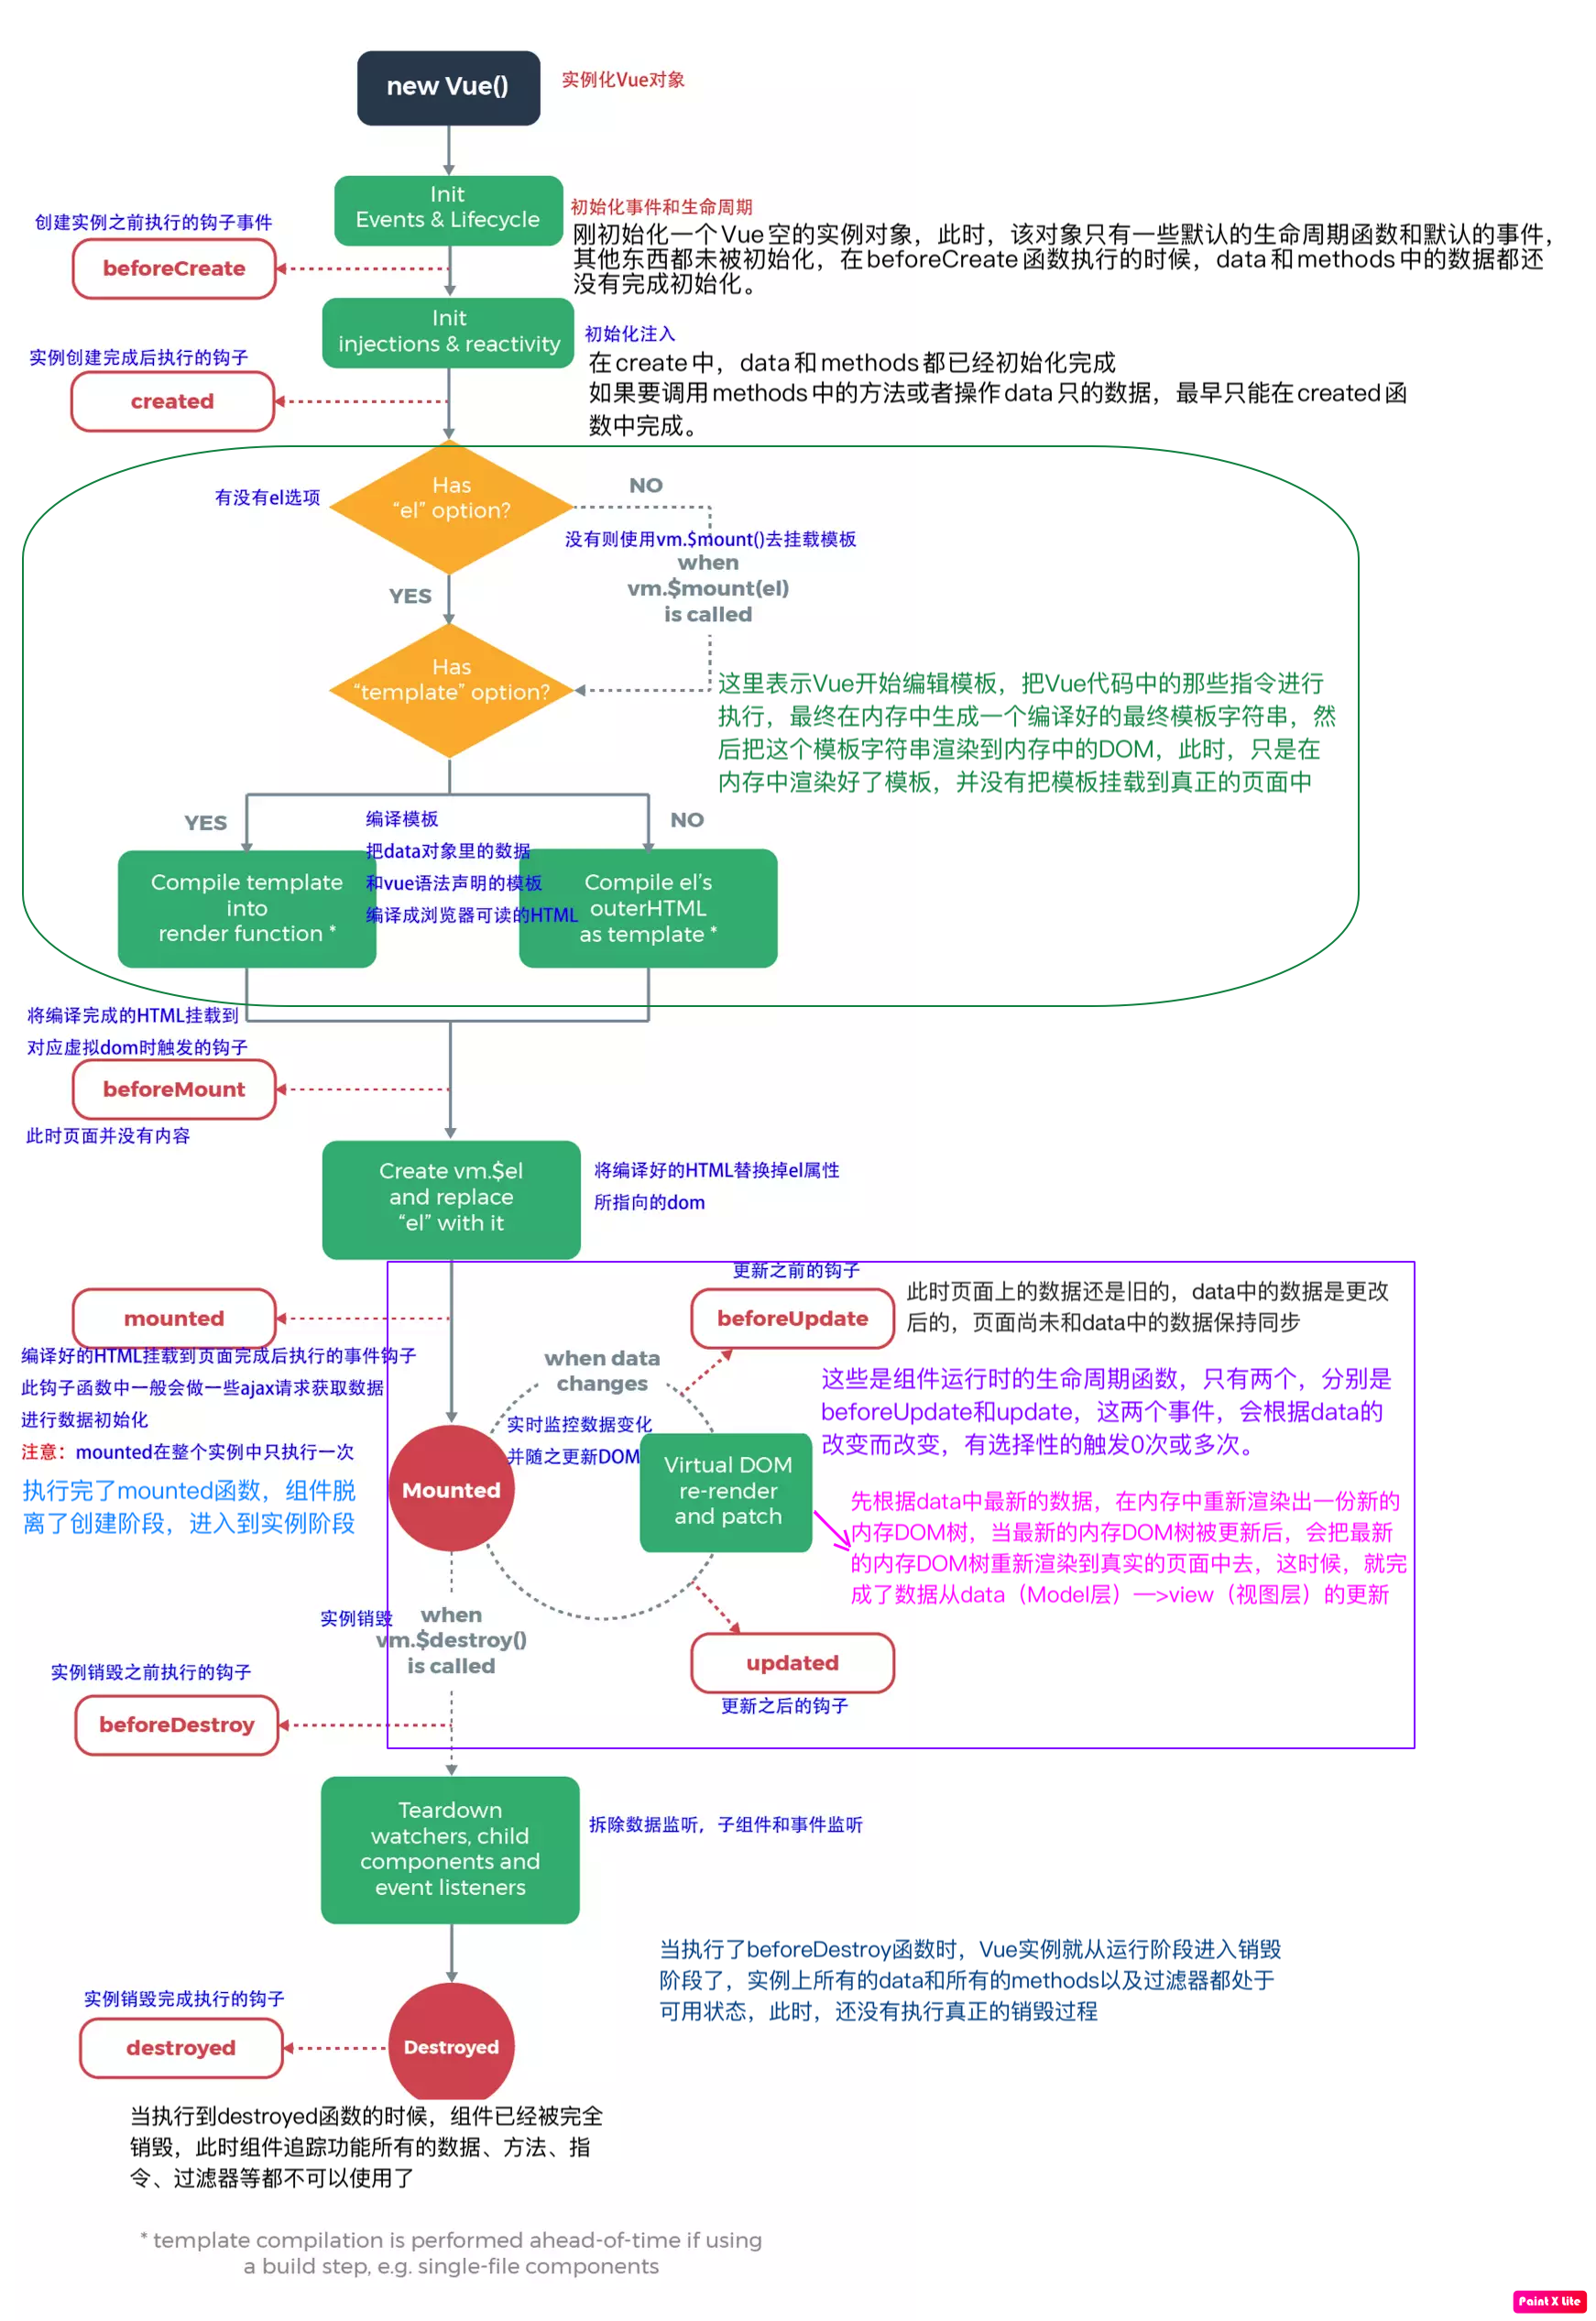 new Vue()
实例化Vue对象
Init
Events & Lifecycle
初始化事件和生命周期
刚初始化一个Vue空的实例对象，此时，该对象只有一些默认的生命周期函数和默认的事件，
其他东西都未被初始化，在beforeCreate函数执行的时候，data和methods中的数据都还
没有完成初始化。
创建实例之前执行的钩子事件
beforeCreate
Init
injections & reactivity
初始化注入
在create中，data和methods都已经初始化完成
如果要调用methods中的方法或者操作data只的数据，最早只能在created函
数中完成。
实例创建完成后执行的钩子
created
有没有el选项
Has
“el” option?
NO
没有则使用vm.$mount()去挂载模板
when
vm.$mount(el)
is called
YES
Has
“template” option?
这里表示Vue开始编辑模板，把Vue代码中的那些指令进行
执行，最终在内存中生成一个编译好的最终模板字符串，然
后把这个模板字符串渲染到内存中的DOM，此时，只是在
内存中渲染好了模板，并没有把模板挂载到真正的页面中
YES
NO
编译模板
把data对象里的数据
和vue语法声明的模板
编译成浏览器可读的HTML
Compile template
into
render function *
Compile el’s
outerHTML
as template *
将编译完成的HTML挂载到
对应虚拟dom时触发的钩子
beforeMount
此时页面并没有内容
Create vm.$el
and replace
“el” with it
将编译好的HTML替换掉el属性
所指向的dom
mounted
编译好的HTML挂载到页面完成后执行的事件钩子
此钩子函数中一般会做一些ajax请求获取数据
进行数据初始化
注意：mounted在整个实例中只执行一次
执行完了mounted函数，组件脱
离了创建阶段，进入到实例阶段
更新之前的钩子
beforeUpdate
此时页面上的数据还是旧的，data中的数据是更改
后的，页面尚未和data中的数据保持同步
when data
changes
实时监控数据变化
并随之更新DOM
Mounted
Virtual DOM
re-render
and patch
这些是组件运行时的生命周期函数，只有两个，分别是
beforeUpdate和update，这两个事件，会根据data的
改变而改变，有选择性的触发0次或多次。
先根据data中最新的数据，在内存中重新渲染出一份新的
内存DOM树，当最新的内存DOM树被更新后，会把最新
的内存DOM树重新渲染到真实的页面中去，这时候，就完
成了数据从data（Model层）—>view（视图层）的更新
实例销毁
when
vm.$destroy()
is called
updated
更新之后的钩子
实例销毁之前执行的钩子
beforeDestroy
Teardown
watchers, child
components and
event listeners
拆除数据监听，子组件和事件监听
当执行了beforeDestroy函数时，Vue实例就从运行阶段进入销毁
阶段了，实例上所有的data和所有的methods以及过滤器都处于
可用状态，此时，还没有执行真正的销毁过程
实例销毁完成执行的钩子
destroyed
Destroyed
当执行到destroyed函数的时候，组件已经被完全
销毁，此时组件追踪功能所有的数据、方法、指
令、过滤器等都不可以使用了
* template compilation is performed ahead-of-time if using
a build step, e.g. single-file components
Paint X Lite